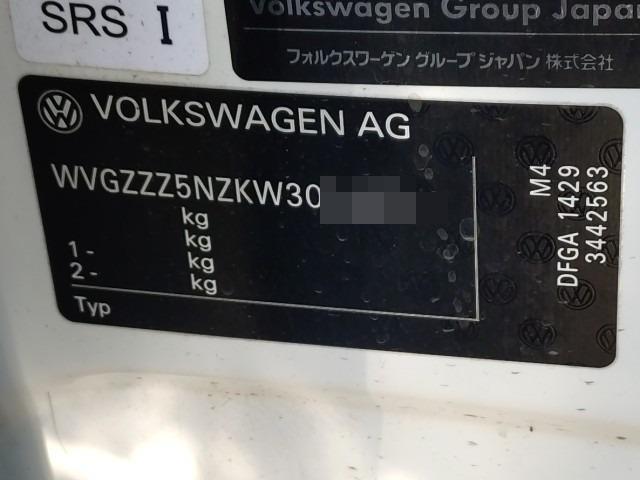 SRS I
Volkswagen Group Japan
フォルクスワーゲン グループ ジャパン 株式会社
VOLKSWAGEN AG
WVGZZZ5NZKW30
kg
kg
1- kg
2- kg
Typ
M4
DFGA 1429
3442563